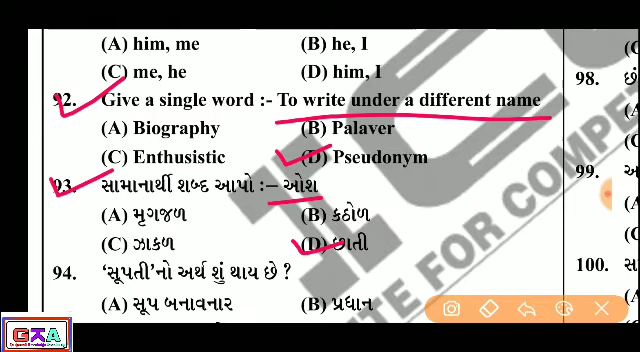 (A) him, me (B) he, I
(C) me, he (D) him, I
92. Give a single word :- To write under a different name
(A) Biography (B) Palaver
(C) Enthusistic (D) Pseudonym
93. સામાનાર્થી શબ્દ આપો :– ઓશ
(A) મૃગજળ (B) કઠોળ
(C) ઝાકળ (D) છાતી
94. ‘સૂપતી’નો અર્થ શું થાય છે ?
(A) સૂપ બનાવનાર (B) પ્રધાન
98.
99.
100.
GKA